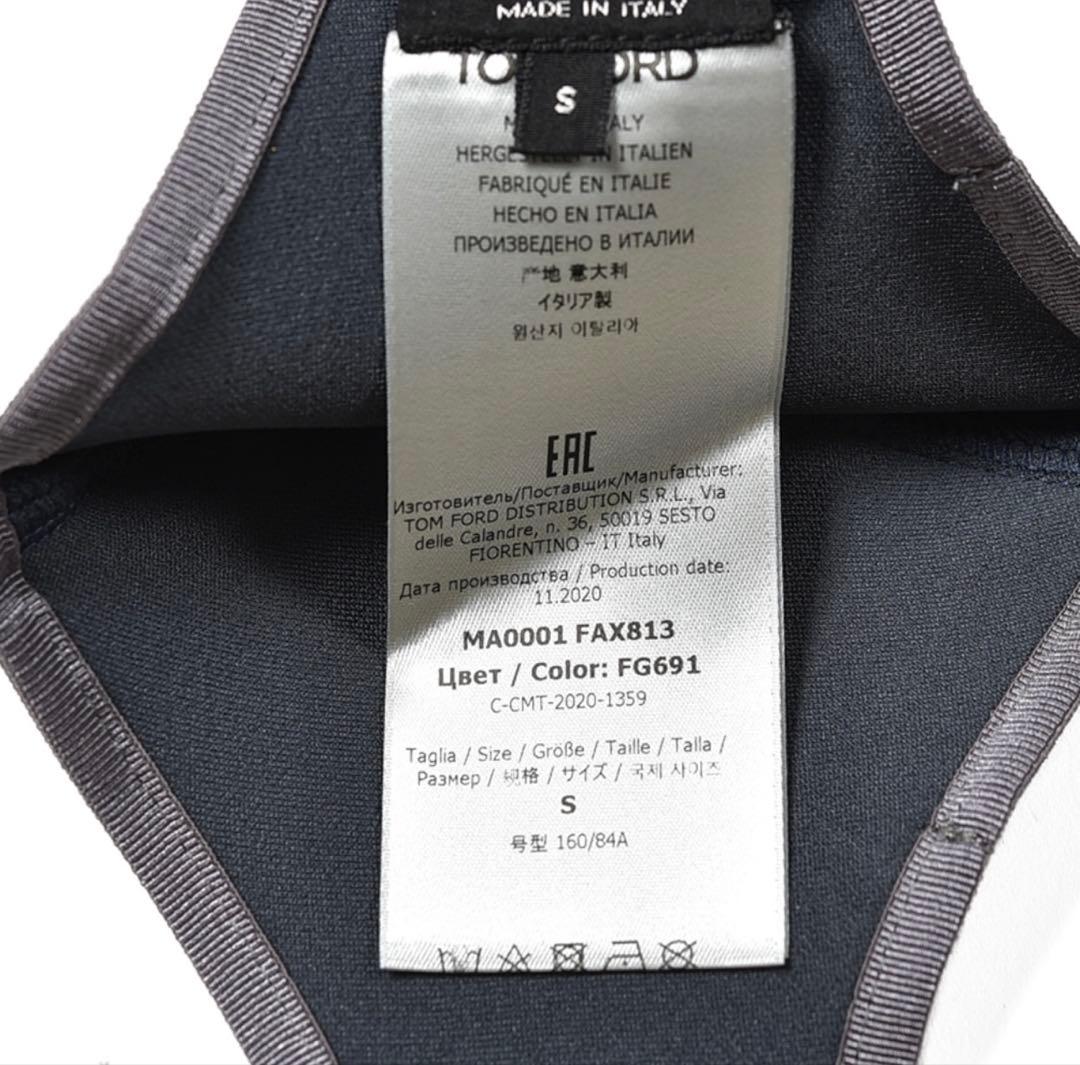 MADE IN ITALY
TO ORD
S
ALY
HERGESTELLT IN ITALIEN
FABRIQUÉ EN ITALIE
HECHO EN ITALIA
ПРОИЗВЕДЕНО В ИТАЛИИ
产地 意大利
イタリア製
원산지 이탈리아
EAC
Изготовитель/Поставщик/Manufacturer:
TOM FORD DISTRIBUTION S.R.L., Via
delle Calandre, n. 36, 50019 SESTO
FIORENTINO – IT Italy
Дата производства / Production date:
11.2020
MA0001 FAX813
Цвет / Color: FG691
C-CMT-2020-1359
Taglia / Size / Größe / Taille / Talla /
Размер / 规格 / サイズ / 국제 사이즈
S
号型 160/84A